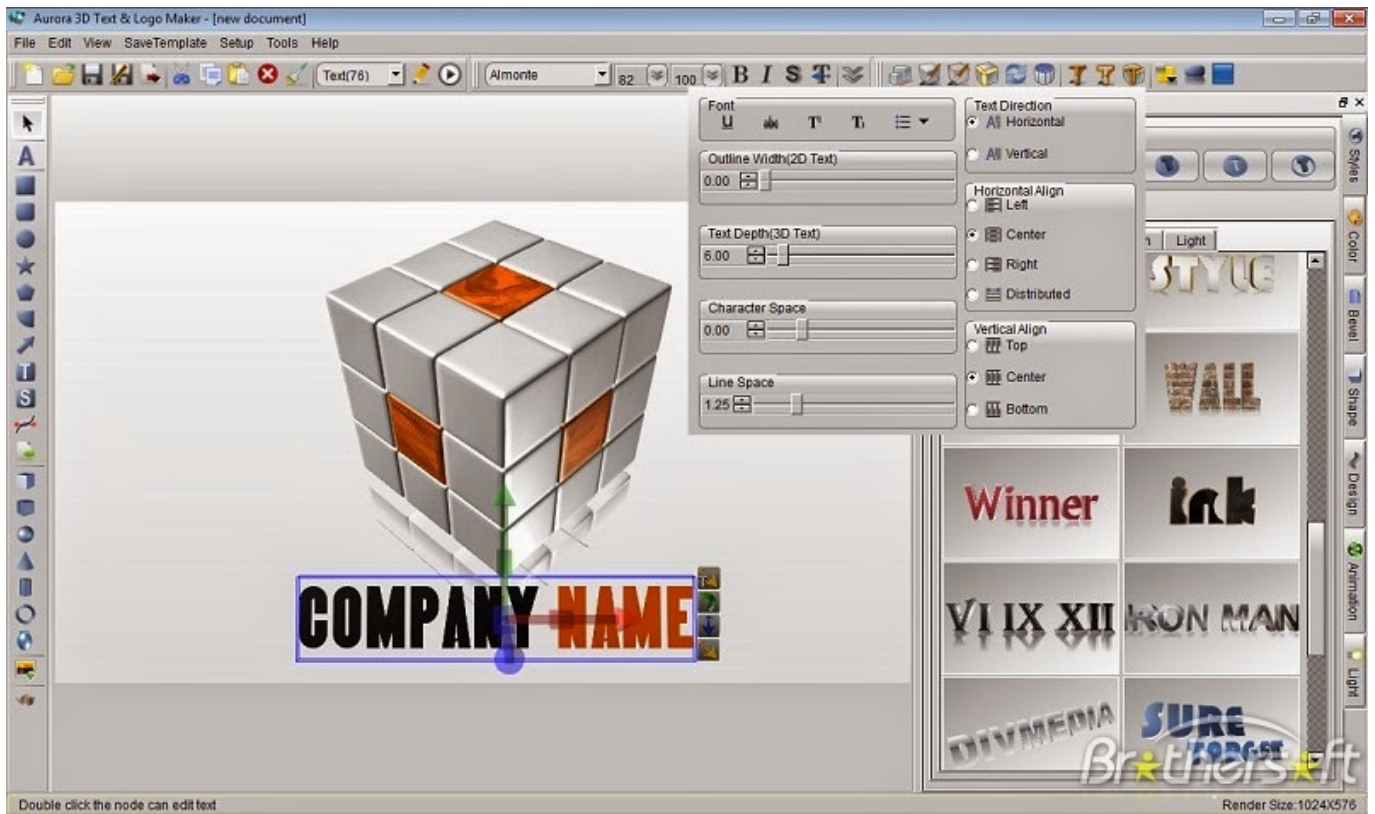 Aurora 3D Text & Logo Maker - [new document]
File Edit View SaveTemplate Setup Tools Help
Text(76) Almonte 82 100 B I S T
Font
U abc T T
Outline Width(2D Text)
0.00
Text Depth(3D Text)
6.00
Character Space
0.00
Line Space
1.25
Text Direction
AB Horizontal
AB Vertical
Horizontal Align
Left
Center
Right
Distributed
Vertical Align
Top
Center
Bottom
A
T
S
COMPANY NAME
T
Light
STYLE
WALL
Winner
ink
VI IX XII
IRON MAN
DIVMEDIA
SURE
TARGET
Styles
Color
Bevel
Shape
Design
Animation
Light
Brothersoft
Double click the node can edit text
Render Size:1024X576